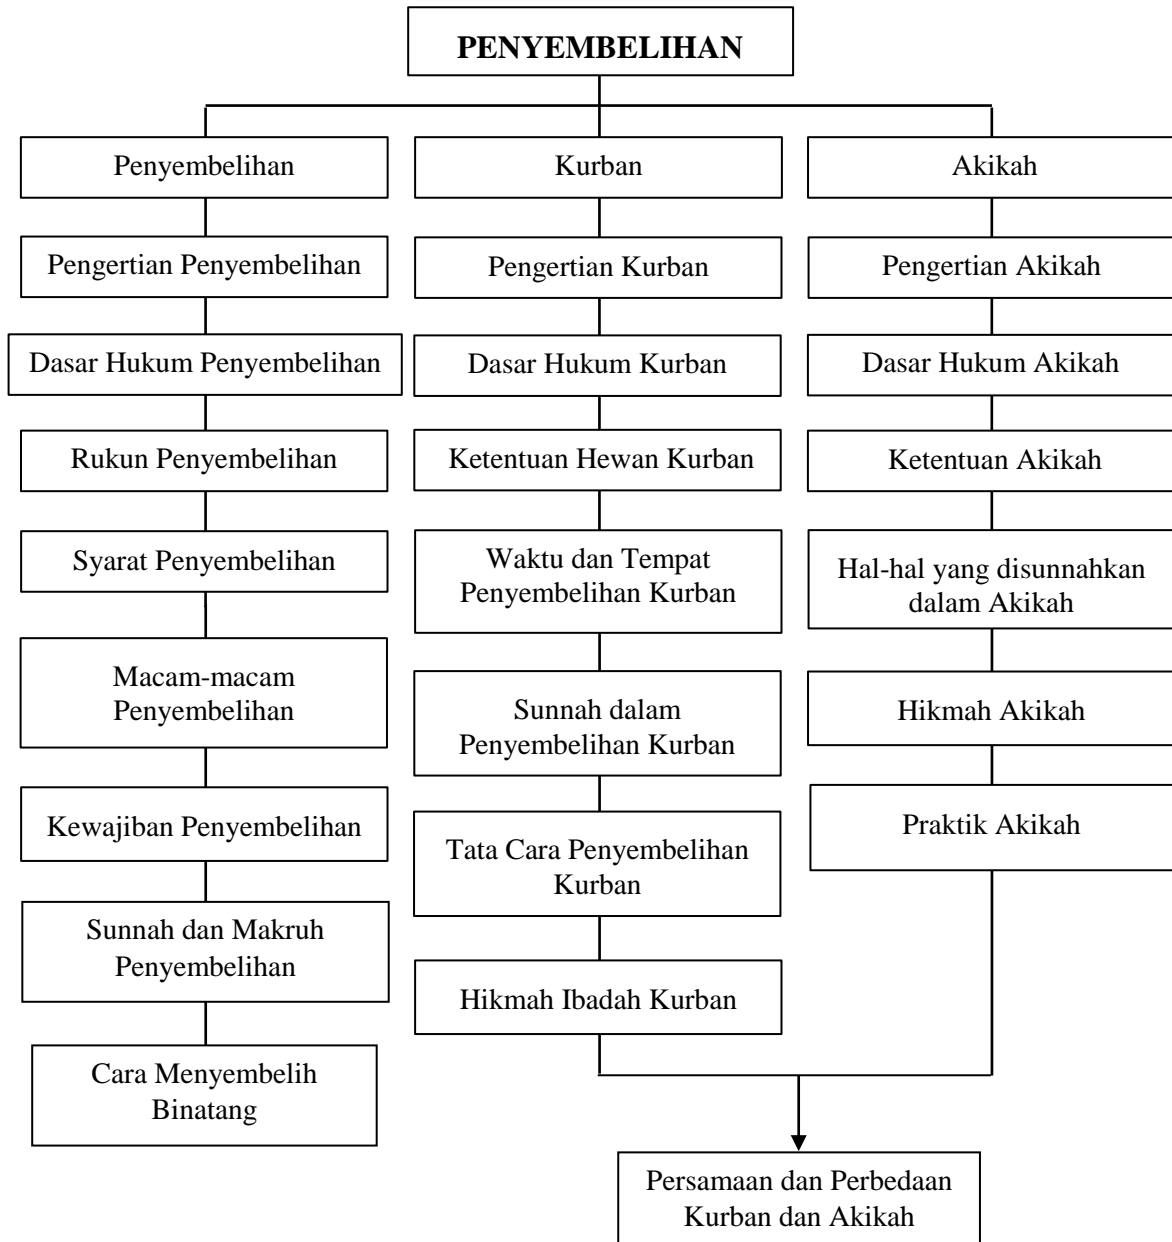 PENYEMBELIHAN
Penyembelihan
Kurban
Akikah
Pengertian Penyembelihan
Pengertian Kurban
Pengertian Akikah
Dasar Hukum Penyembelihan
Dasar Hukum Kurban
Dasar Hukum Akikah
Rukun Penyembelihan
Ketentuan Hewan Kurban
Ketentuan Akikah
Syarat Penyembelihan
Waktu dan Tempat
Penyembelihan Kurban
Hal-hal yang disunnahkan
dalam Akikah
Macam-macam
Penyembelihan
Sunnah dalam
Penyembelihan Kurban
Hikmah Akikah
Kewajiban Penyembelihan
Tata Cara Penyembelihan
Kurban
Praktik Akikah
Sunnah dan Makruh
Penyembelihan
Hikmah Ibadah Kurban
Cara Menyembelih
Binatang
Persamaan dan Perbedaan
Kurban dan Akikah